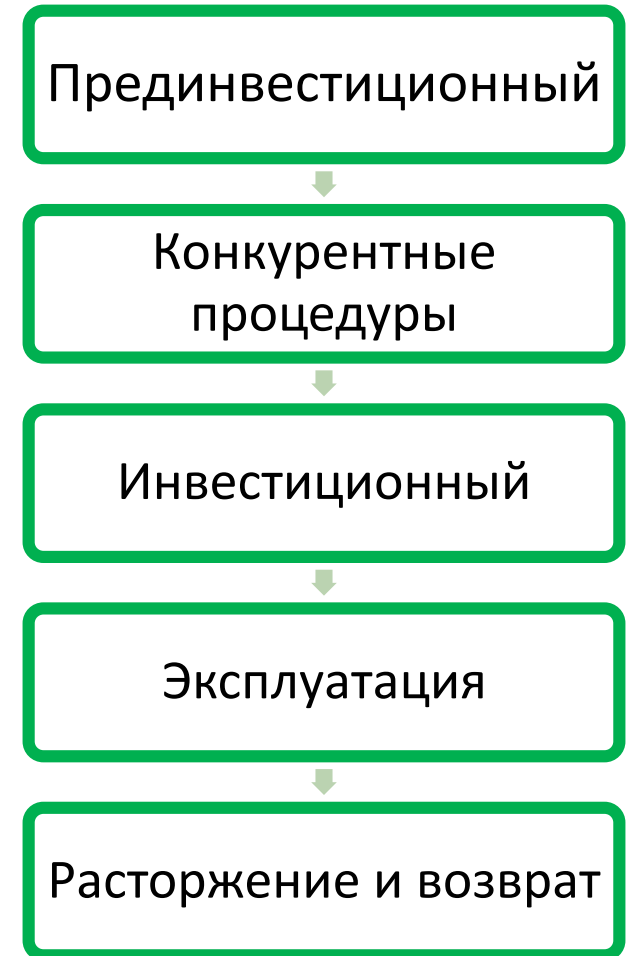 Прединвестиционный
Конкурентные
процедуры
Инвестиционный
Эксплуатация
Расторжение и возврат